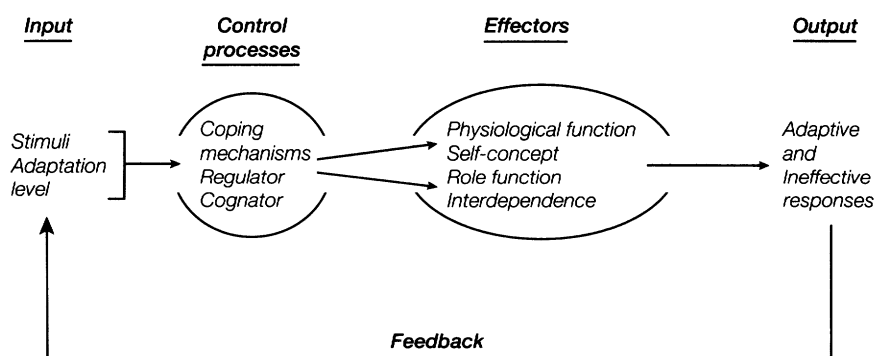 Input
Control
processes
Effectors
Output
Stimuli
Adaptation
level
Coping
mechanisms
Regulator
Cognator
Physiological function
Self-concept
Role function
Interdependence
Adaptive
and
Ineffective
responses
Feedback